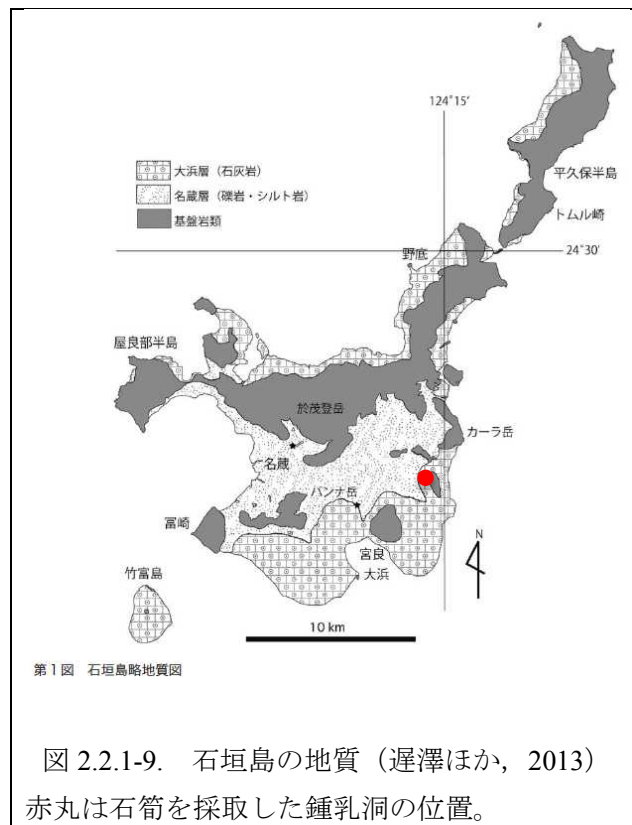 124°15’
大浜層（石灰岩）
名蔵層（礫岩・シルト岩）
基盤岩類
平久保半島
トムル崎
24°30’
野底
屋良部半島
於茂登岳
カーラ岳
名蔵
バンナ岳
冨崎
宮良
大浜
N
竹富島
10 km
第１図　石垣島略地質図
図 2.2.1-9.　石垣島の地質（遅澤ほか，2013）
赤丸は石筍を採取した鍾乳洞の位置。